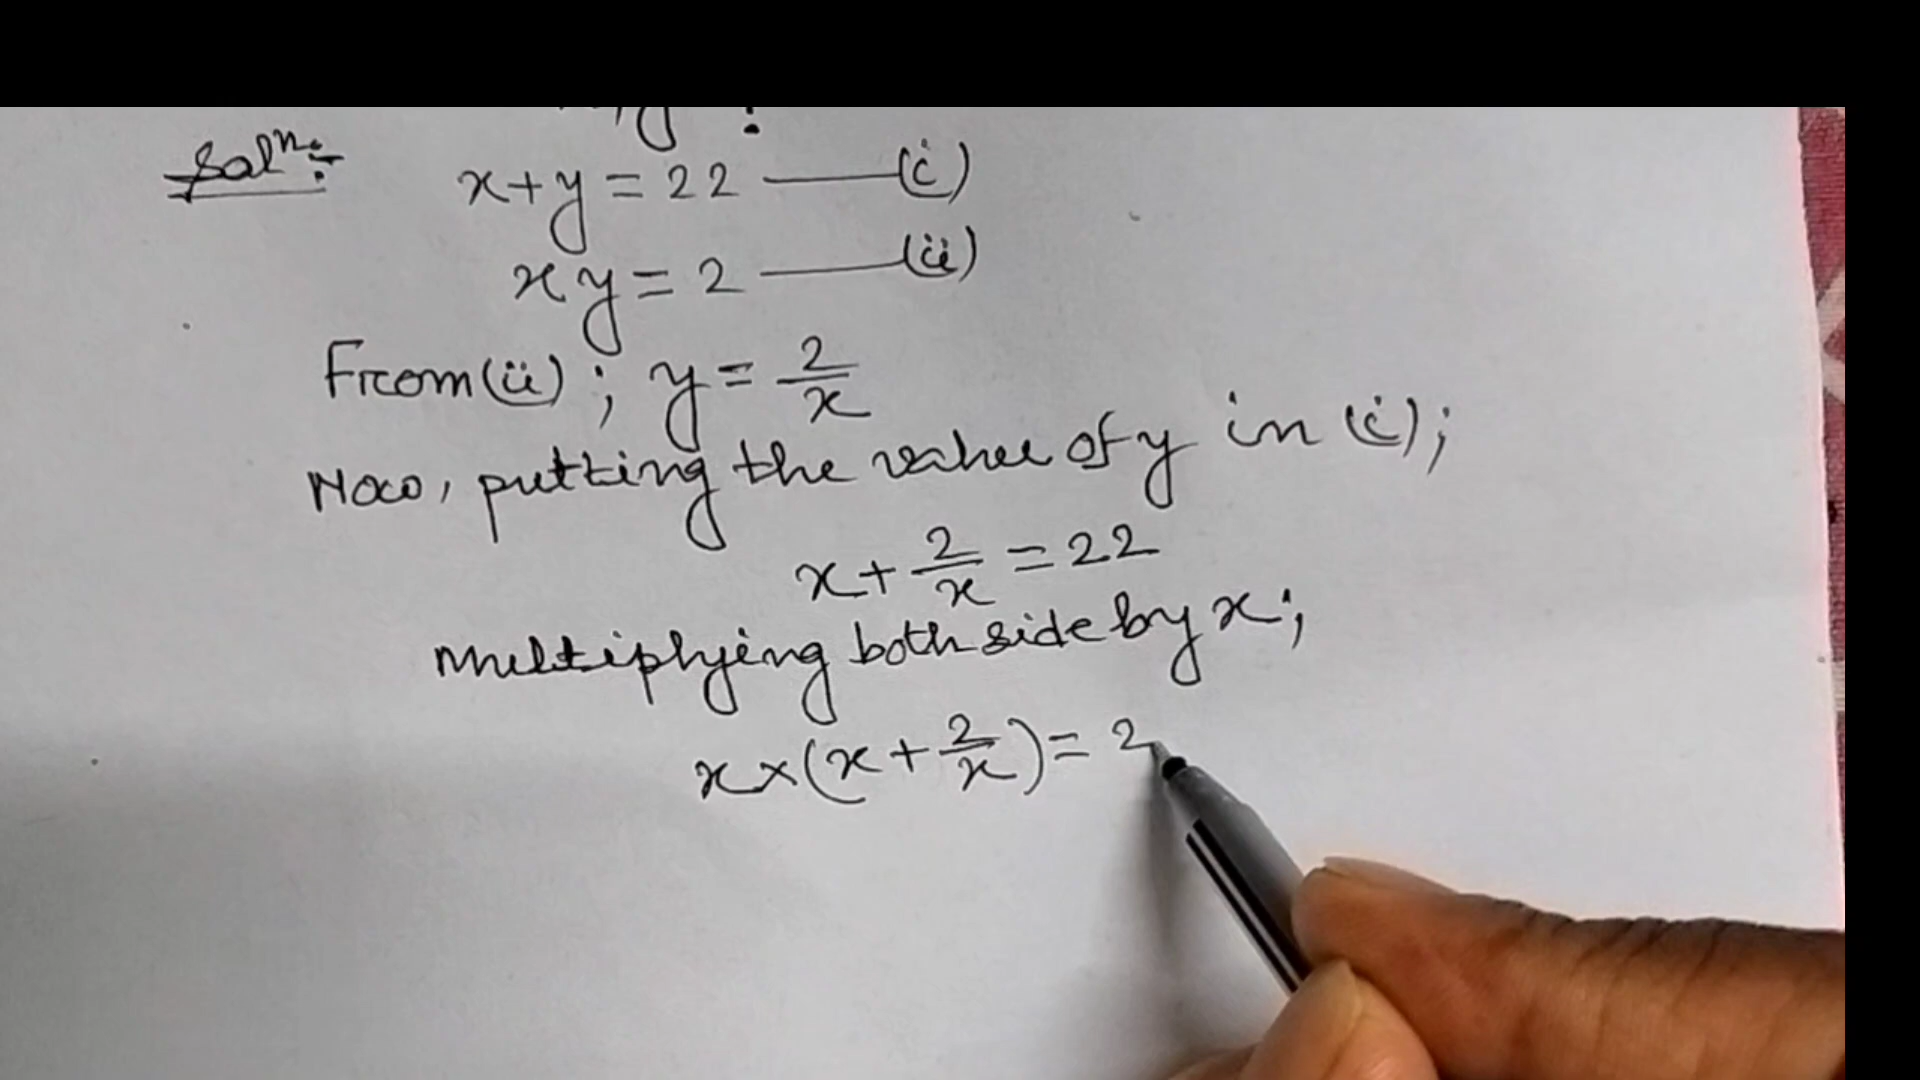 Solⁿ:-
x+y=22 ——(i)
xy=2 ——(ii)
From (ii); y=2/x
Now, putting the value of y in (i);
x+2/x=22
Multiplying both side by x;
x×(x+2/x)=2